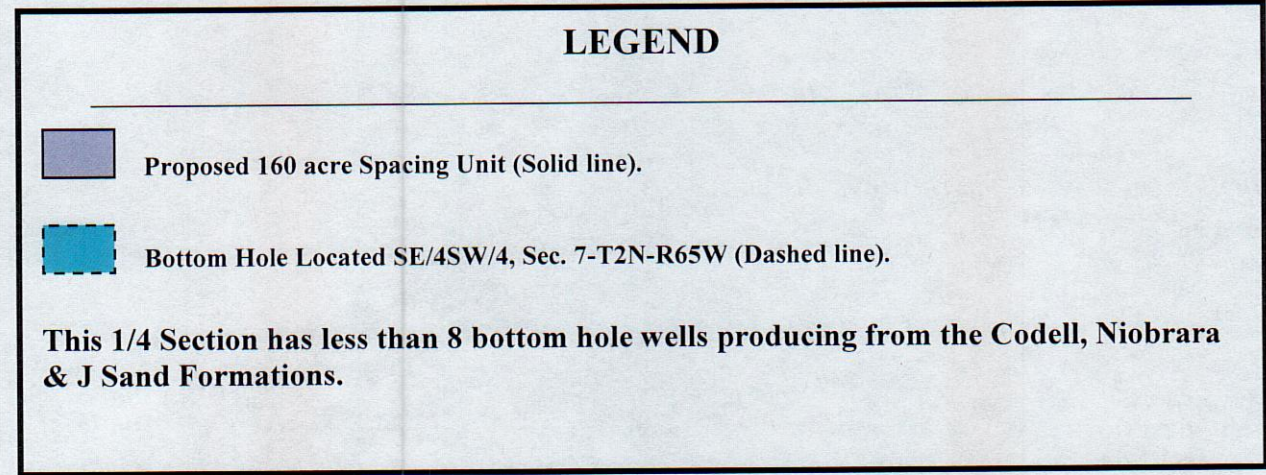 LEGEND
Proposed 160 acre Spacing Unit (Solid line).
Bottom Hole Located SE/4SW/4, Sec. 7-T2N-R65W (Dashed line).
This 1/4 Section has less than 8 bottom hole wells producing from the Codell, Niobrara
& J Sand Formations.